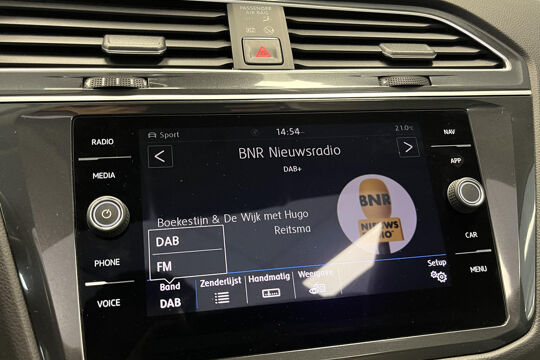 PASSENGER
AIR BAG
RADIO
MEDIA
PHONE
VOICE
Sport
14:54
21.0°C
BNR Nieuwsradio
DAB+
Boekestijn & De Wijk met Hugo
Reitsma
BNR
NIEUWS
RADIO
DAB
FM
Band
DAB
Zenderlijst
Handmatig
Weergave
Setup
NAV
APP
CAR
MENU